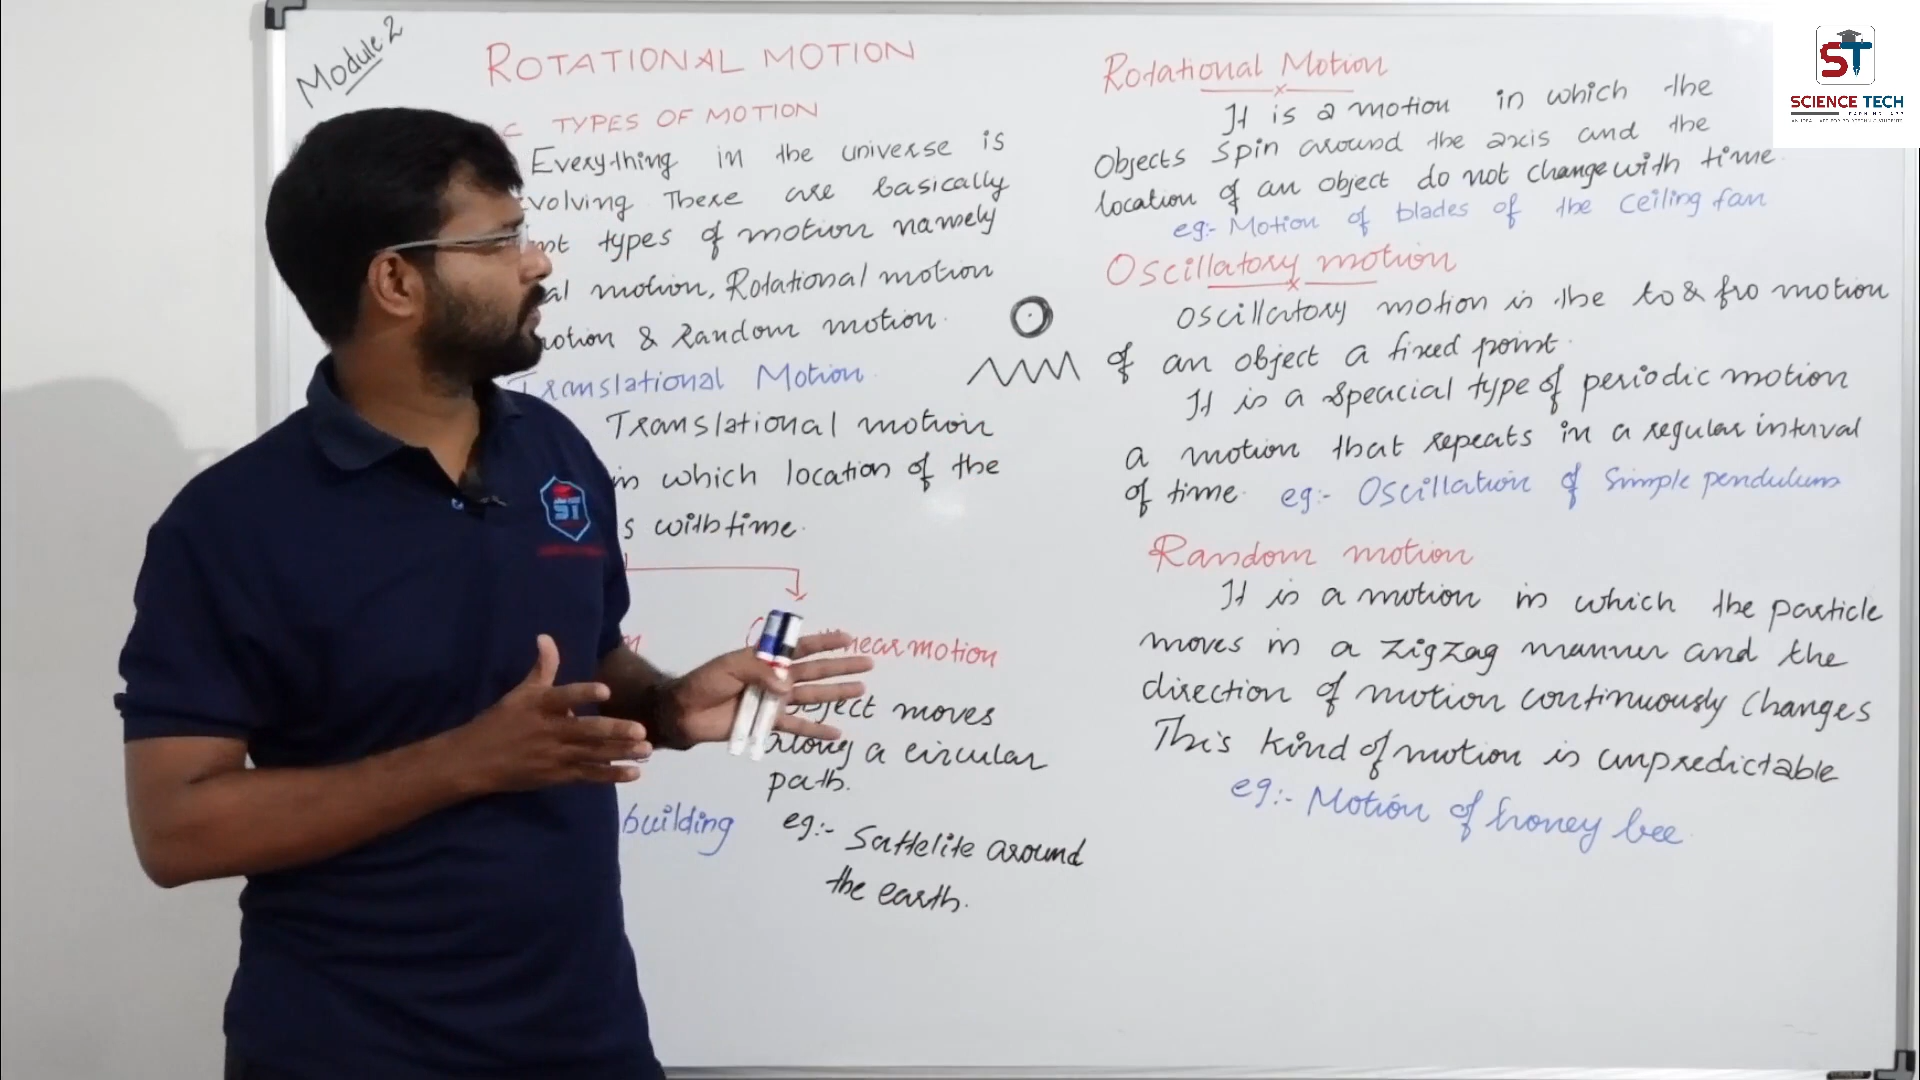 Module 2
ROTATIONAL MOTION
TYPES OF MOTION
Everything in the universe is
There are basically
types of motion namely
motion, Rotational motion
& Random motion.
Translational Motion
Translational motion
in which location of the
with time.
motion
object moves
along a circular
path.
building
eg:- Sattelite around
the earth.
Rotational Motion
It is a motion in which the
Objects spin around the axis and the
location of an object do not change with time.
eg:- Motion of blades of the ceiling fan
Oscillatory motion
Oscillatory motion is the to & fro motion
of an object a fixed point.
It is a speacial type of periodic motion
a motion that repeats in a regular interval
of time. eg:- Oscillation of Simple pendulum
Random motion
It is a motion in which the particle
moves in a zigzag manner and the
direction of motion continuously changes
This kind of motion is unpredictable
eg:- Motion of honey bee
ST
SCIENCE TECH
ST